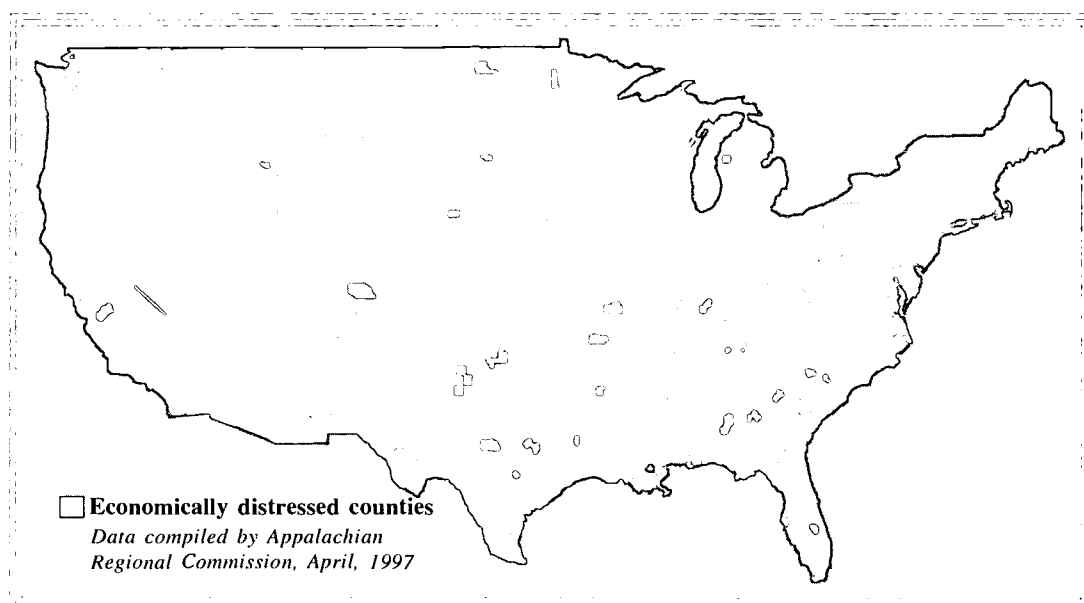 Economically distressed counties
Data compiled by Appalachian
Regional Commission, April, 1997